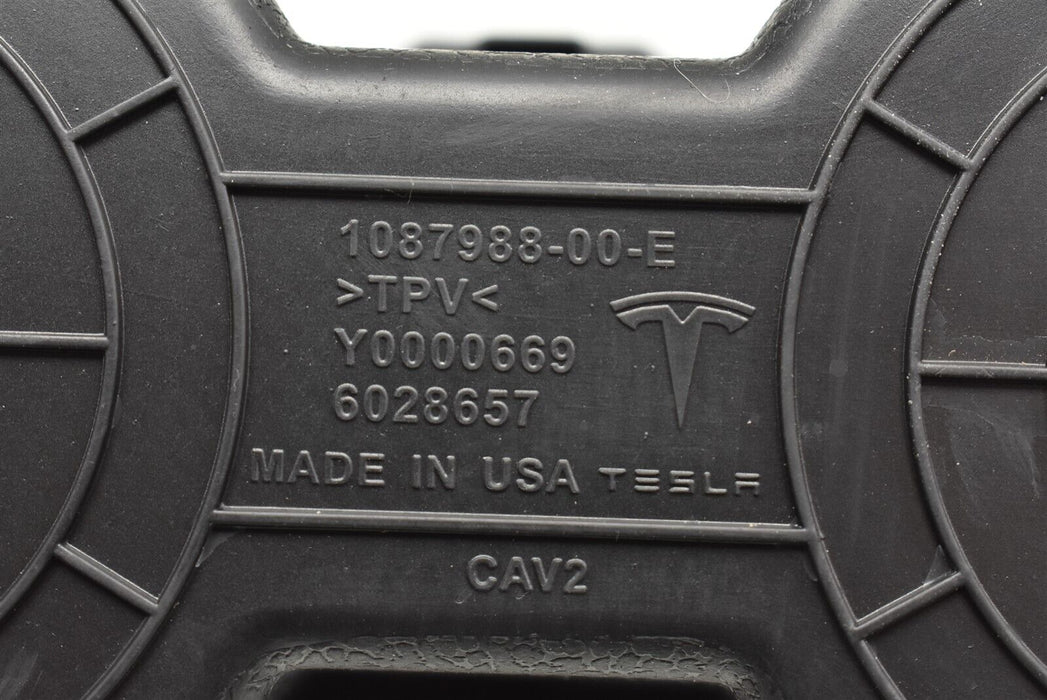 1087988-00-E
>TPV<
Y0000669
6028657
MADE IN USA TESLA
CAV2